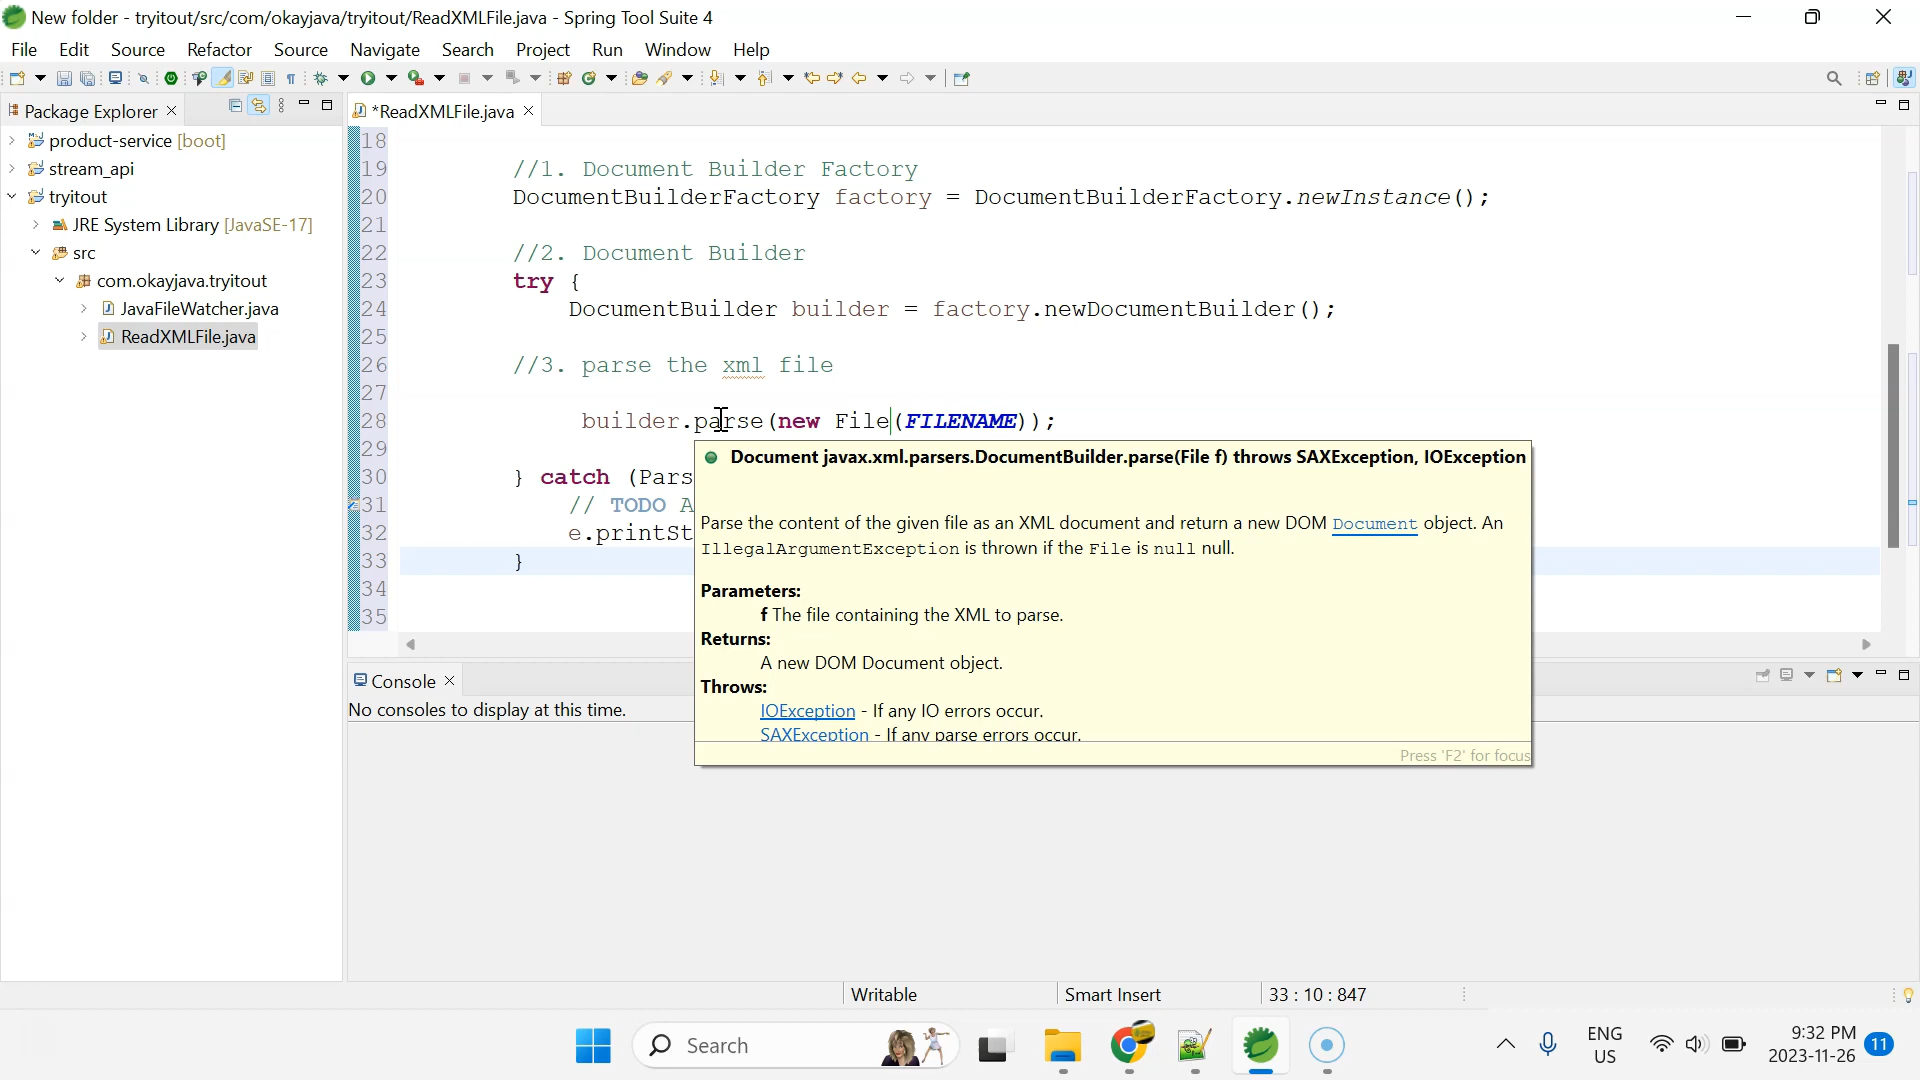 New folder - tryitout/src/com/okayjava/tryitout/ReadXMLFile.java - Spring Tool Suite 4
File Edit Source Refactor Source Navigate Search Project Run Window Help
Package Explorer
*ReadXMLFile.java
product-service [boot]
stream_api
tryitout
JRE System Library [JavaSE-17]
src
com.okayjava.tryitout
JavaFileWatcher.java
ReadXMLFile.java
18
19 //1. Document Builder Factory
20 DocumentBuilderFactory factory = DocumentBuilderFactory.newInstance();
21
22 //2. Document Builder
23 try {
24 DocumentBuilder builder = factory.newDocumentBuilder();
25
26 //3. parse the xml file
27
28 builder.parse(new File(FILENAME));
29
30 } catch (Pars
31 // TODO A
32 e.printSt
33 }
34
35
Document javax.xml.parsers.DocumentBuilder.parse(File f) throws SAXException, IOException
Parse the content of the given file as an XML document and return a new DOM Document object. An
IllegalArgumentException is thrown if the File is null null.
Parameters:
f The file containing the XML to parse.
Returns:
A new DOM Document object.
Throws:
IOException - If any IO errors occur.
SAXException - If any parse errors occur.
Press 'F2' for focus
Console
No consoles to display at this time.
Writable
Smart Insert
33 : 10 : 847
Search
ENG
US
9:32 PM
2023-11-26
11